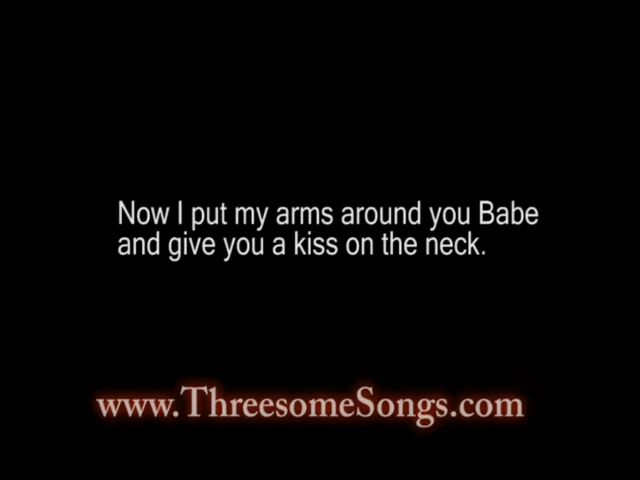 Now I put my arms around you Babe
and give you a kiss on the neck.
www.ThreesomeSongs.com